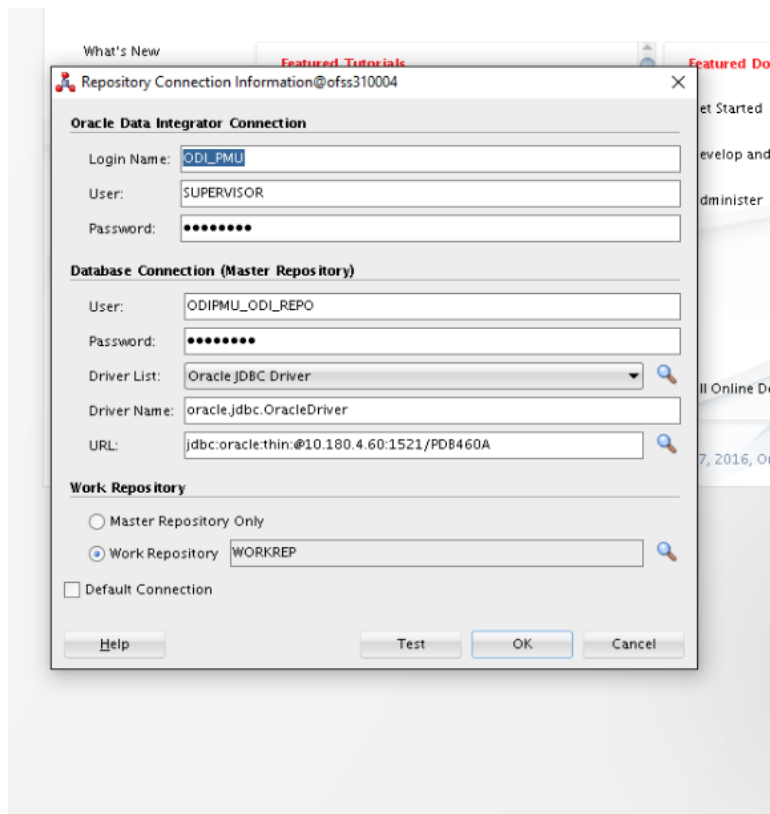 What's New
Featured Tutorials
Featured Do
Repository Connection Information@ofss310004
et Started
Oracle Data Integrator Connection
Login Name: ODI_PMU
evelop and
User: SUPERVISOR
dminister
Password: ••••••••
Database Connection (Master Repository)
User: ODIPMU_ODI_REPO
Password: ••••••••
Driver List: Oracle JDBC Driver
ll Online De
Driver Name: oracle.jdbc.OracleDriver
URL: jdbc:oracle:thin:@10.180.4.60:1521/PDB460A
7, 2016, Or
Work Repository
Master Repository Only
Work Repository WORKREP
Default Connection
Help Test OK Cancel